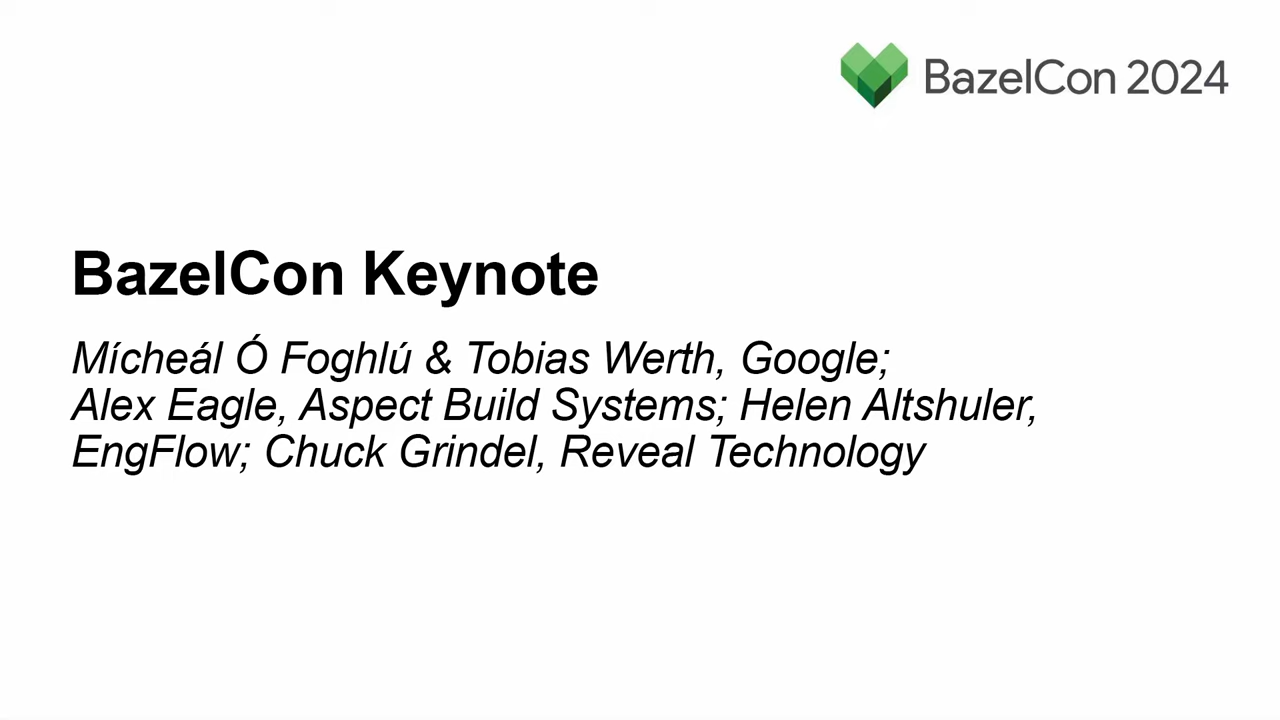 BazelCon 2024
BazelCon Keynote
Mícheál Ó Foghlú & Tobias Werth, Google;
Alex Eagle, Aspect Build Systems; Helen Altshuler,
EngFlow; Chuck Grindel, Reveal Technology